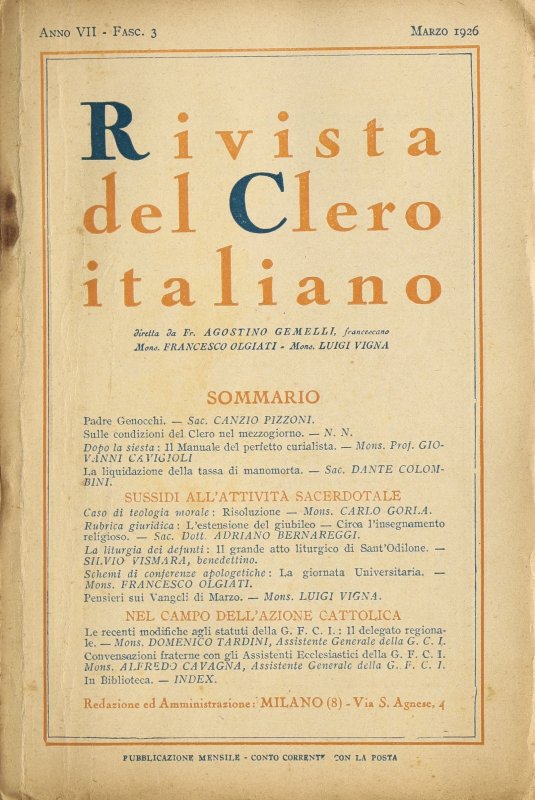 ANNO VII - FASC. 3
MARZO 1926
Rivista
del Clero
italiano
diretta da Fr. AGOSTINO GEMELLI, francescano
Mons. FRANCESCO OLGIATI - Mons. LUIGI VIGNA
SOMMARIO
Padre Genocchi. — Sac. CANZIO PIZZONI.
Sulle condizioni del Clero nel mezzogiorno. — N. N.
Dopo la siesta: Il Manuale del perfetto curialista. — Mons. Prof. GIO-
VANNI CAVIGIOLI
La liquidazione della tassa di manomorta. — Sac. DANTE COLOM-
BINI.
SUSSIDI ALL'ATTIVITÀ SACERDOTALE
Caso di teologia morale: Risoluzione — Mons. CARLO GORLA.
Rubrica giuridica: L'estensione del giubileo — Circa l'insegnamento
religioso. — Sac. Dott. ADRIANO BERNAREGGI.
La liturgia dei defunti: Il grande atto liturgico di Sant'Odilone. —
SILVIO VISMARA, benedettino.
Schemi di conferenze apologetiche: La giornata Universitaria. —
Mons. FRANCESCO OLGIATI.
Pensieri sui Vangeli di Marzo. — Mons. LUIGI VIGNA.
NEL CAMPO DELL'AZIONE CATTOLICA
Le recenti modifiche agli statuti della G. F. C. I.: Il delegato regiona-
le. — Mons. DOMENICO TARDINI, Assistente Generale della G. C. I.
Conversazioni fraterne con gli Assistenti Ecclesiastici della G. F. C. I.
Mons. ALFREDO CAVAGNA, Assistente Generale della G. F. C. I.
In Biblioteca. — INDEX.
Redazione ed Amministrazione: MILANO (8) - Via S. Agnese, 4
PUBBLICAZIONE MENSILE - CONTO CORRENTE CON LA POSTA